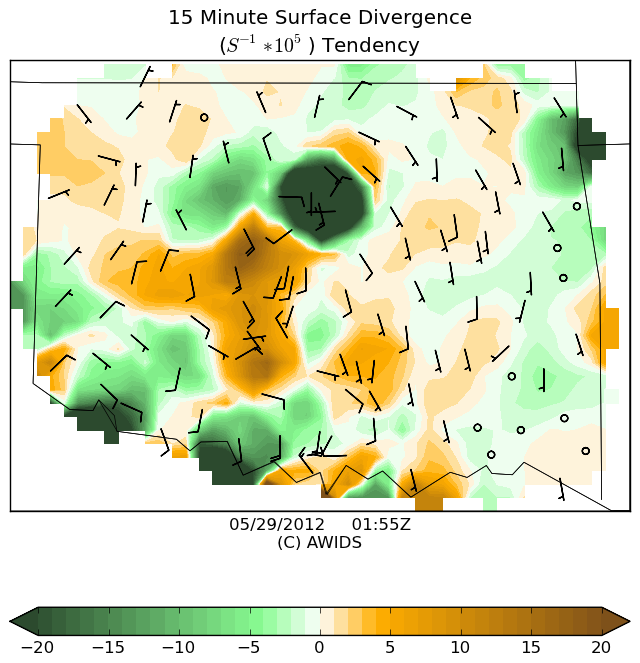 15 Minute Surface Divergence
(S⁻¹ *10⁵ ) Tendency
05/29/2012 01:55Z
(C) AWIDS
−20 −15 −10 −5 0 5 10 15 20